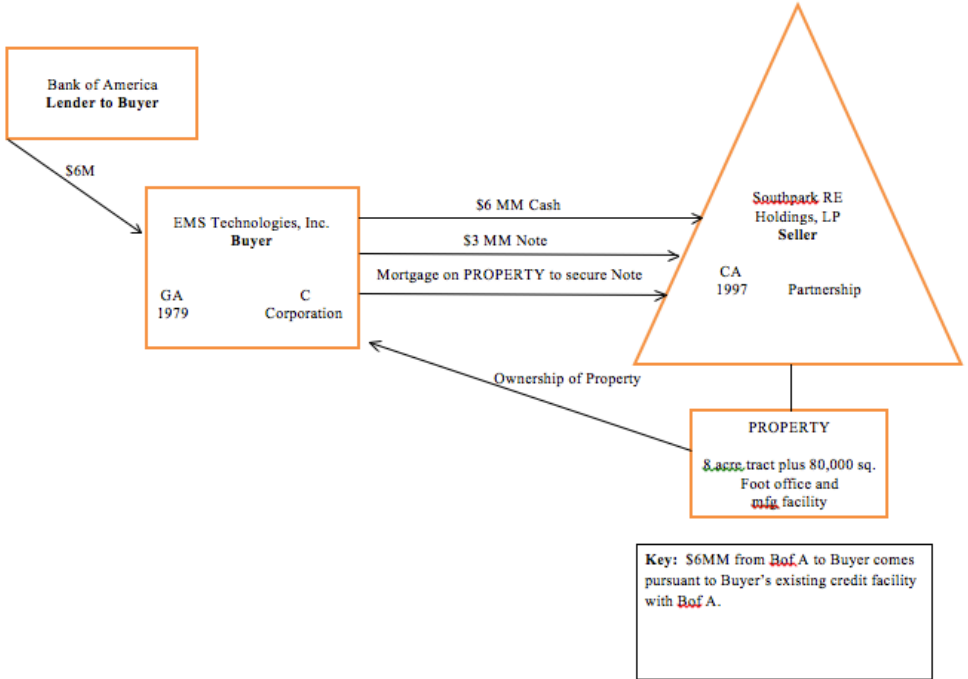 Bank of America
Lender to Buyer
$6M
EMS Technologies, Inc.
Buyer
GA
1979
C
Corporation
$6 MM Cash
$3 MM Note
Mortgage on PROPERTY to secure Note
Southpark RE
Holdings, LP
Seller
CA
1997
Partnership
Ownership of Property
PROPERTY
8 acre tract plus 80,000 sq.
Foot office and
mfg facility
Key: $6MM from Bof A to Buyer comes
pursuant to Buyer's existing credit facility
with Bof A.